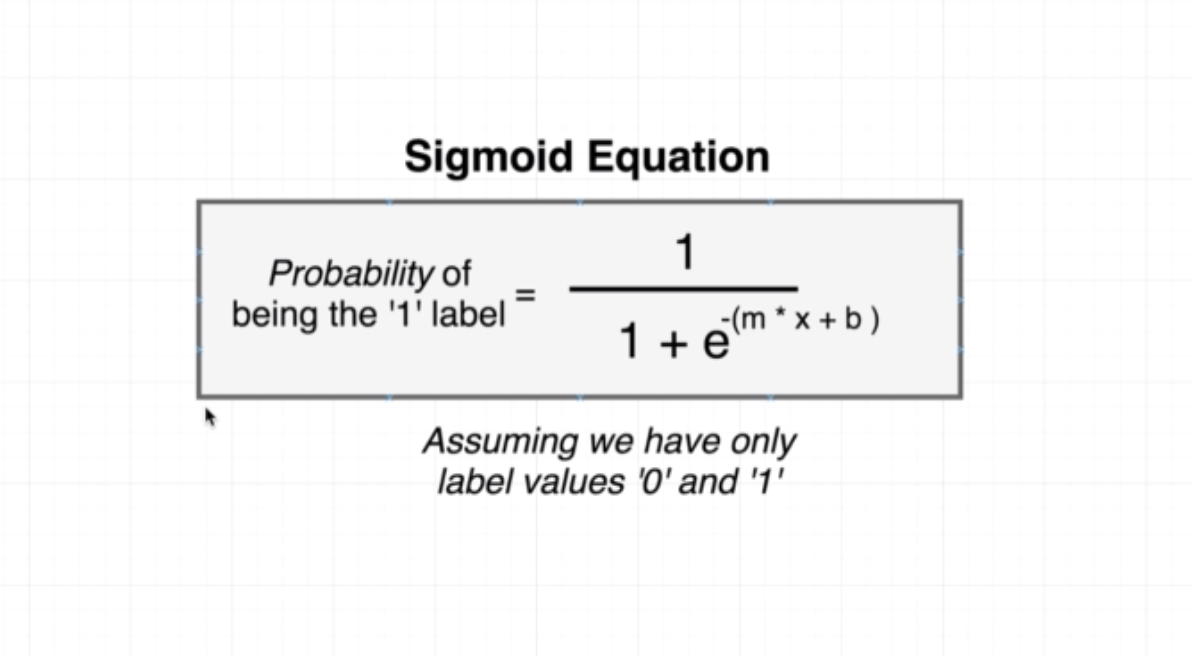 Sigmoid Equation
Probability of
being the '1' label
=
1
1 + e
-(m * x + b )
Assuming we have only
label values '0' and '1'